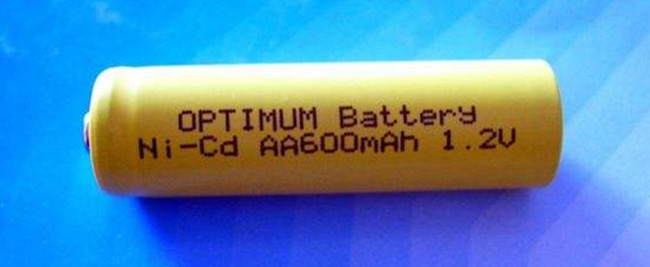 OPTIMUM Battery
Ni-Cd AA600mAh 1.2V